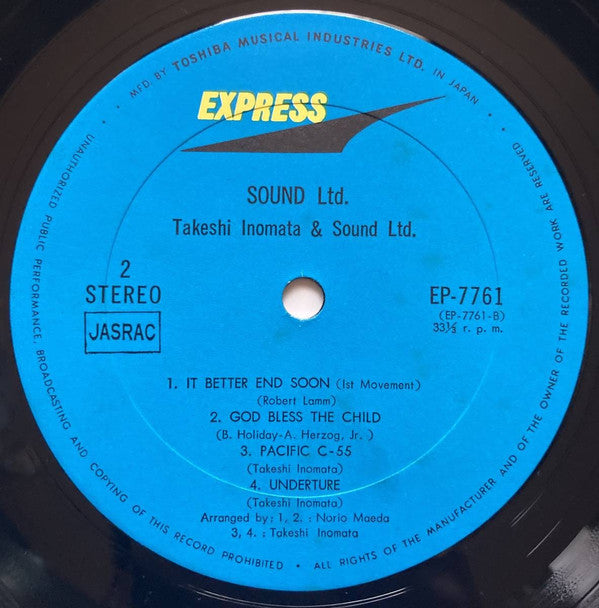 MFD. BY TOSHIBA MUSICAL INDUSTRIES LTD. IN JAPAN
EXPRESS
SOUND Ltd.
Takeshi Inomata & Sound Ltd.
2
STEREO
JASRAC
EP-7761
(EP-7761-B)
33⅓ r. p. m.
1. IT BETTER END SOON (Ist Movement)
(Robert Lamm)
2. GOD BLESS THE CHILD
(B. Holiday-A. Herzog, Jr. )
3. PACIFIC C-55
(Takeshi Inomata)
4. UNDERTURE
(Takeshi Inomata)
Arranged by; 1, 2. : Norio Maeda
3, 4. : Takeshi Inomata
UNAUTHORIZED PUBLIC PERFORMANCE, BROADCASTING AND COPYING OF THIS RECORD PROHIBITED • ALL RIGHTS OF THE MANUFACTURER AND OF THE OWNER OF THE RECORDED WORK ARE RESERVED